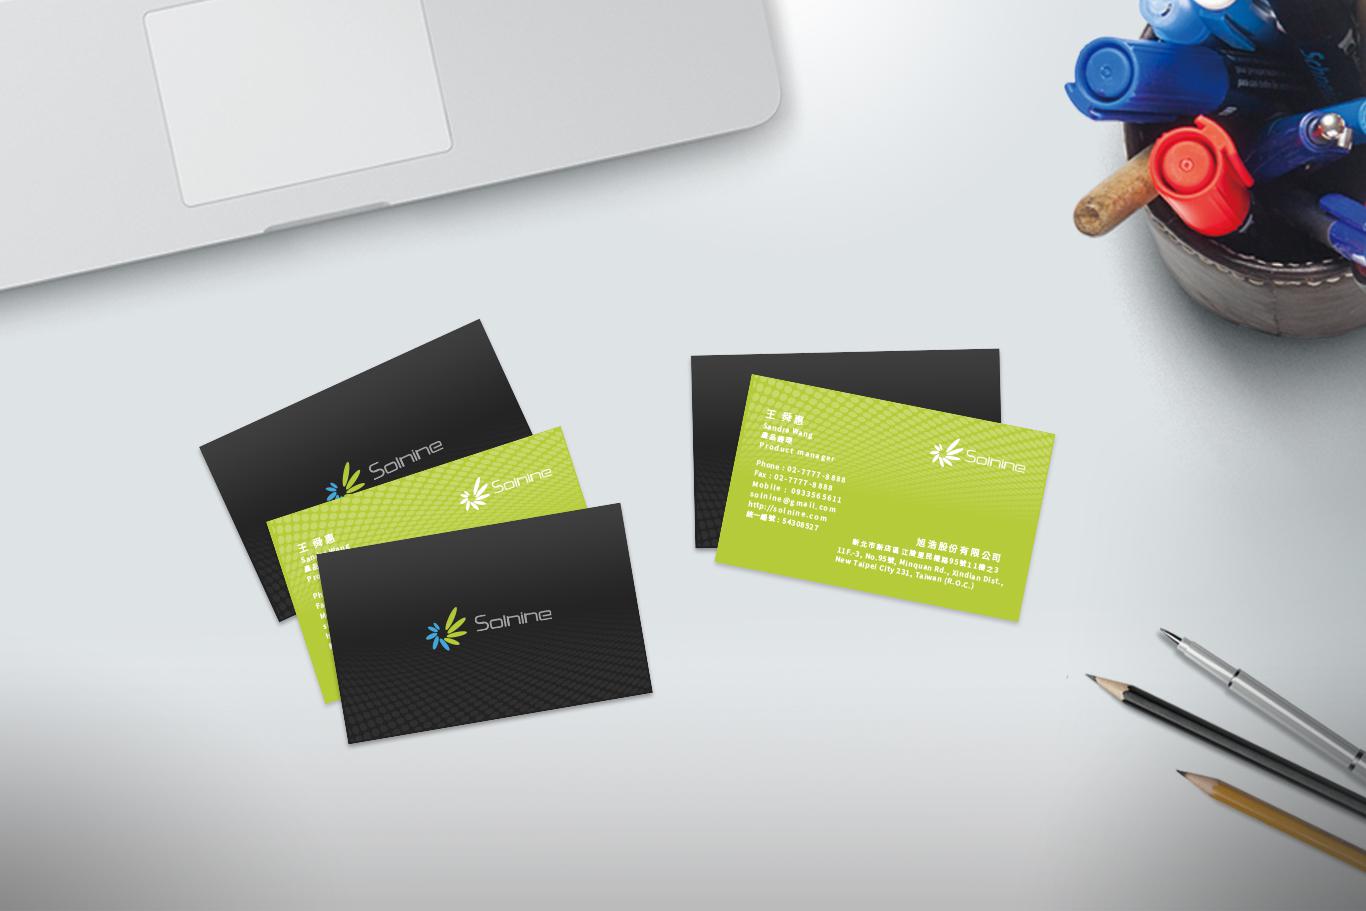 Solnine
Solnine
王 舜惠
Solnine
王 舜惠
Sandra Wang
產品經理
Product manager
Phone : 02-7777-8888
Fax : 02-7777-8888
Mobile : 0933565611
solnine@gmail.com
http://solnine.com
統一編號 : 54308527
Solnine
旭浩股份有限公司
新北市新店區江陵里民權路95號11樓之3
11F.-3, No.95號, Minquan Rd., Xindian Dist.,
New Taipei City 231, Taiwan (R.O.C.)